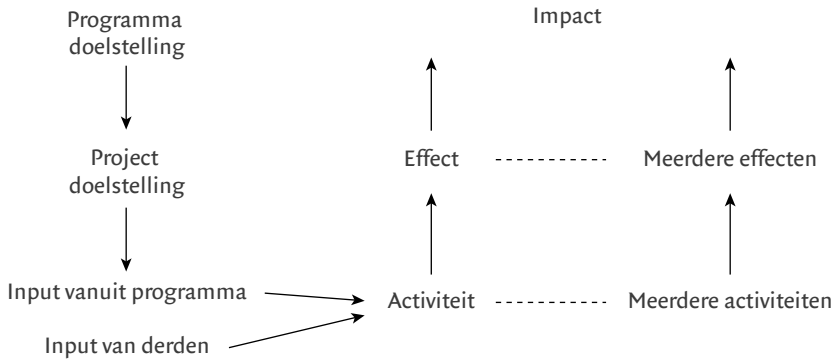 Programma
doelstelling
Impact
Project
doelstelling
Effect
Meerdere effecten
Input vanuit programma
Activiteit
Meerdere activiteiten
Input van derden